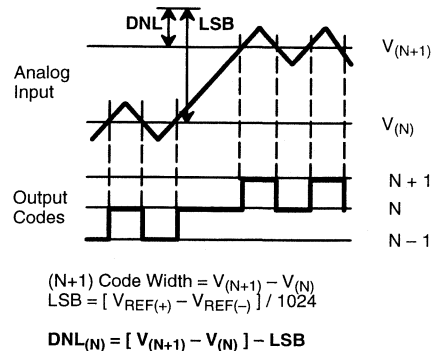 DNL LSB
V(N+1)
Analog
Input
V(N)
N + 1
Output
Codes
N
N – 1
(N+1) Code Width = V(N+1) – V(N)
LSB = [ VREF(+) – VREF(–) ] / 1024
DNL(N) = [ V(N+1) – V(N) ] – LSB